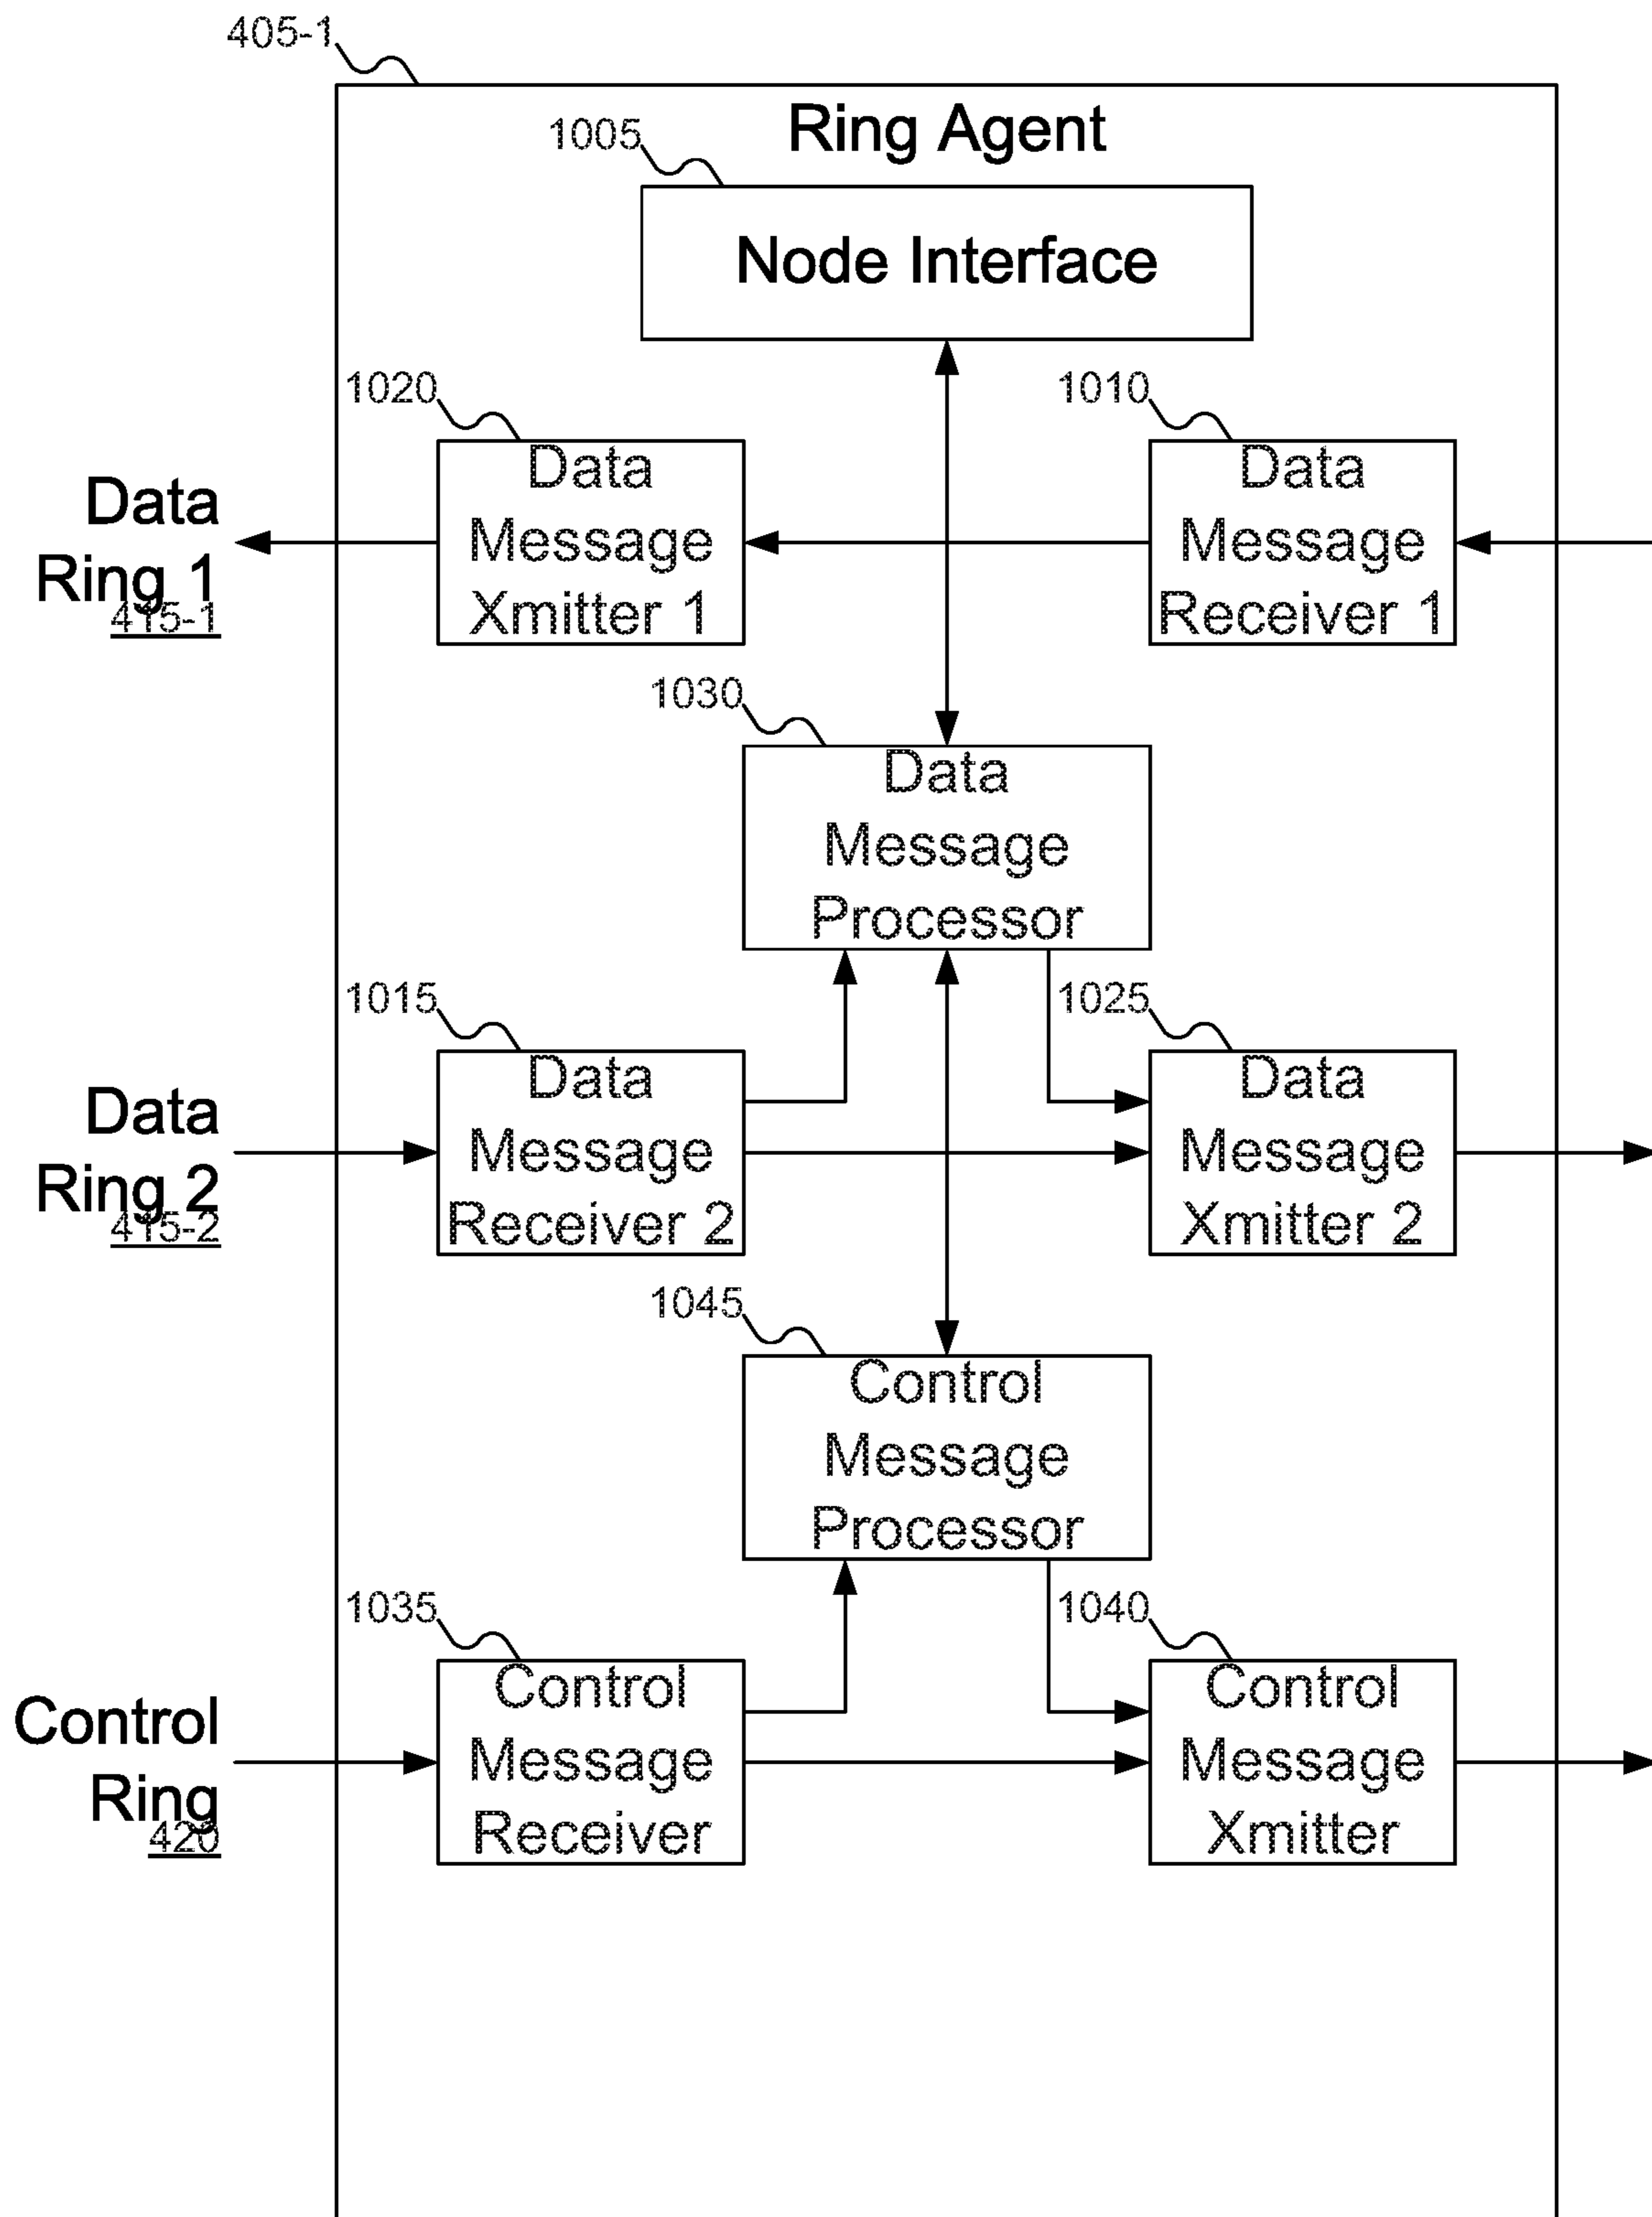 405-1
Ring Agent
1005
Node Interface
1020
1010
Data
Message
Xmitter 1
Data
Message
Receiver 1
Data
Ring 1
415-1
1030
Data
Message
Processor
1015
1025
Data
Message
Receiver 2
Data
Message
Xmitter 2
Data
Ring 2
415-2
1045
Control
Message
Processor
1035
1040
Control
Message
Receiver
Control
Message
Xmitter
Control
Ring
420